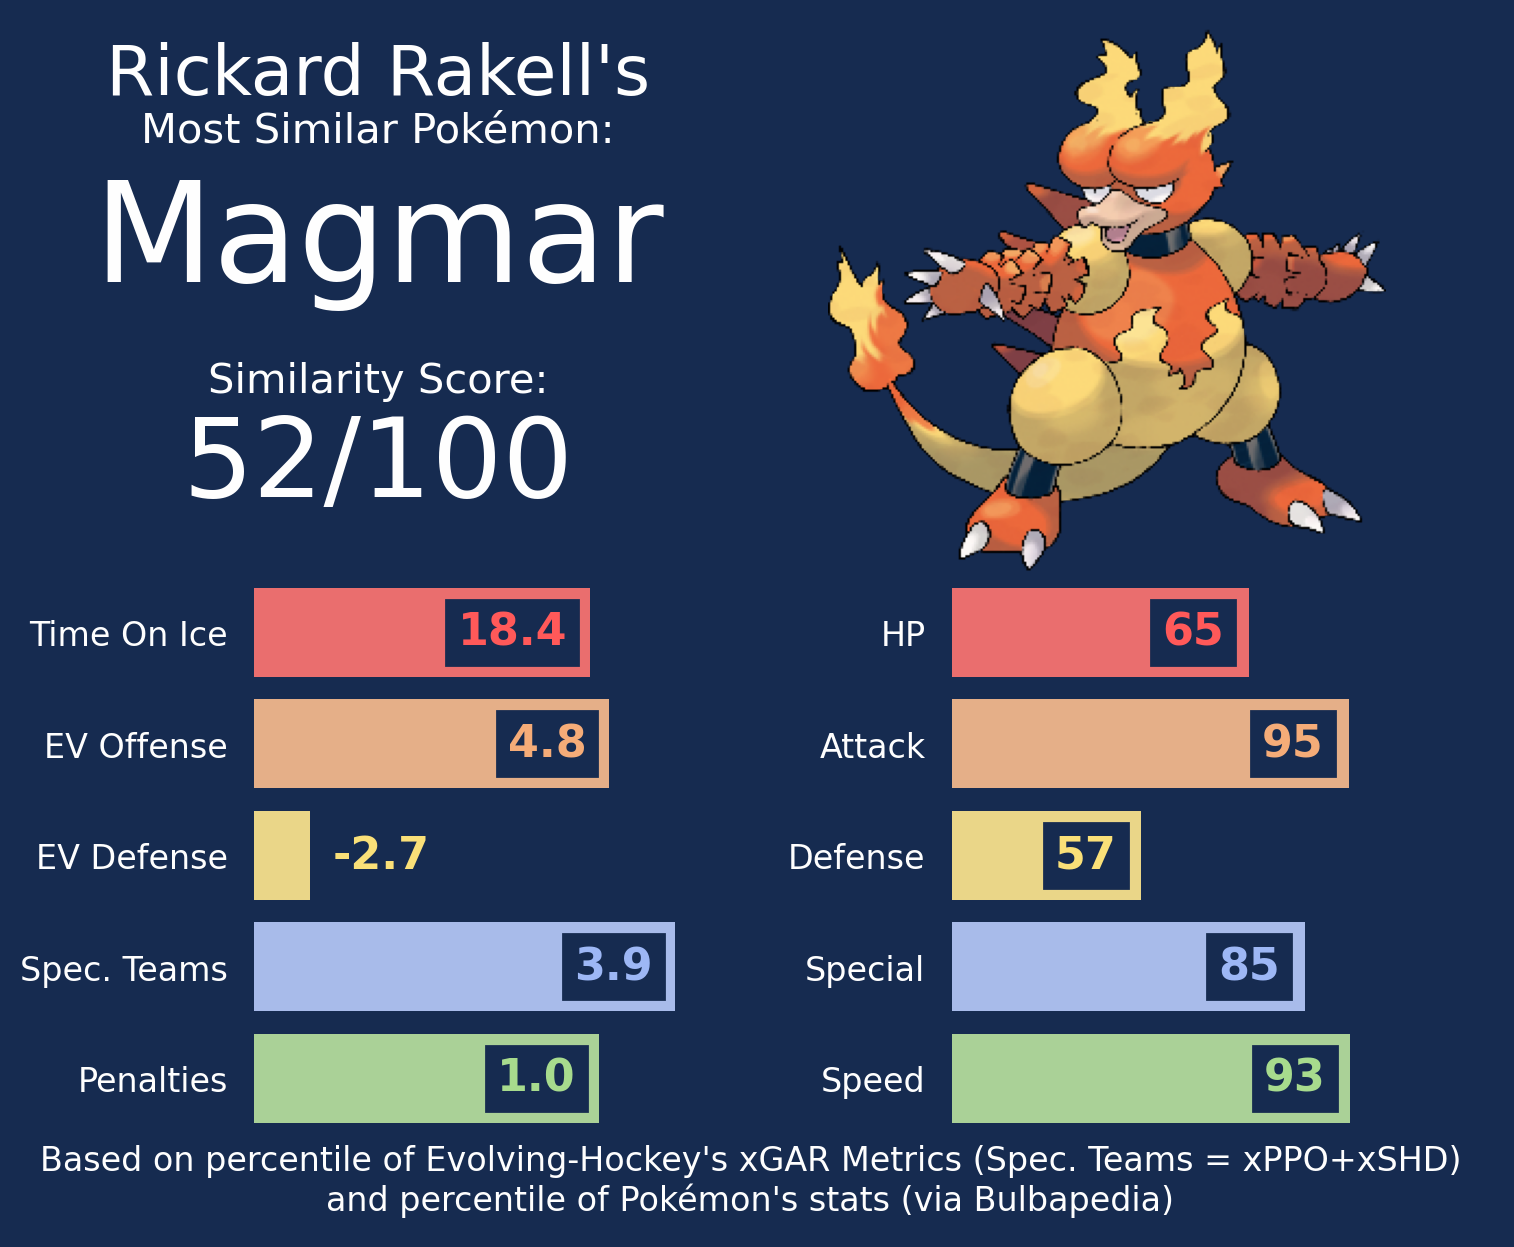 Rickard Rakell's
Most Similar Pokémon:
Magmar
Similarity Score:
52/100
Time On Ice 18.4
EV Offense 4.8
EV Defense -2.7
Spec. Teams 3.9
Penalties 1.0
HP 65
Attack 95
Defense 57
Special 85
Speed 93
Based on percentile of Evolving-Hockey's xGAR Metrics (Spec. Teams = xPPO+xSHD)
and percentile of Pokémon's stats (via Bulbapedia)